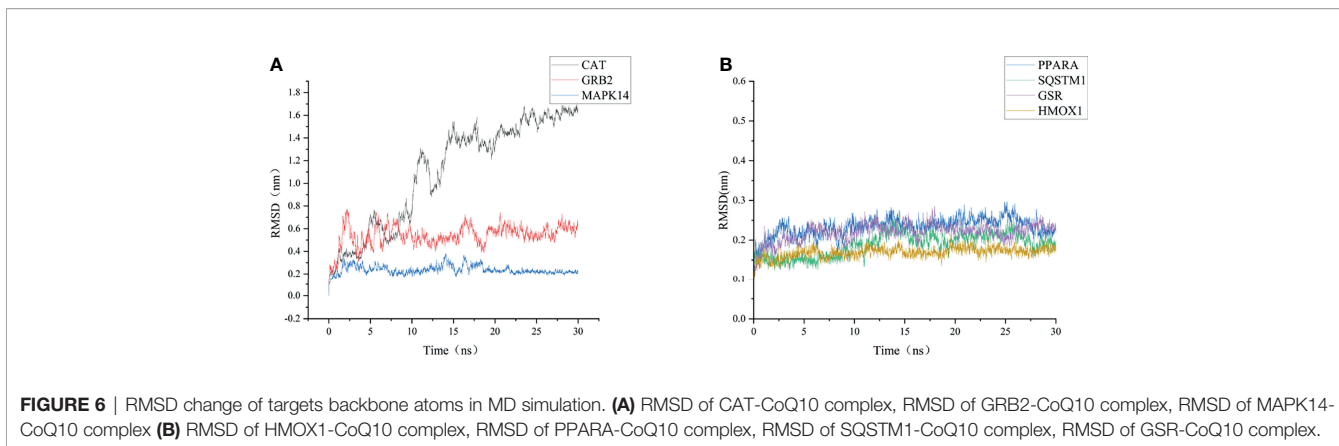 A
CAT
GRB2
MAPK14
1.8
1.6
1.4
1.2
1.0
0.8
0.6
0.4
0.2
0.0
-0.2
RMSD（nm）
0 5 10 15 20 25 30
Time（ns）
B
PPARA
SQSTM1
GSR
HMOX1
0.6
0.5
0.4
0.3
0.2
0.1
0.0
RMSD(nm)
0 5 10 15 20 25 30
Time（ns）
FIGURE 6 | RMSD change of targets backbone atoms in MD simulation. (A) RMSD of CAT-CoQ10 complex, RMSD of GRB2-CoQ10 complex, RMSD of MAPK14-
CoQ10 complex (B) RMSD of HMOX1-CoQ10 complex, RMSD of PPARA-CoQ10 complex, RMSD of SQSTM1-CoQ10 complex, RMSD of GSR-CoQ10 complex.